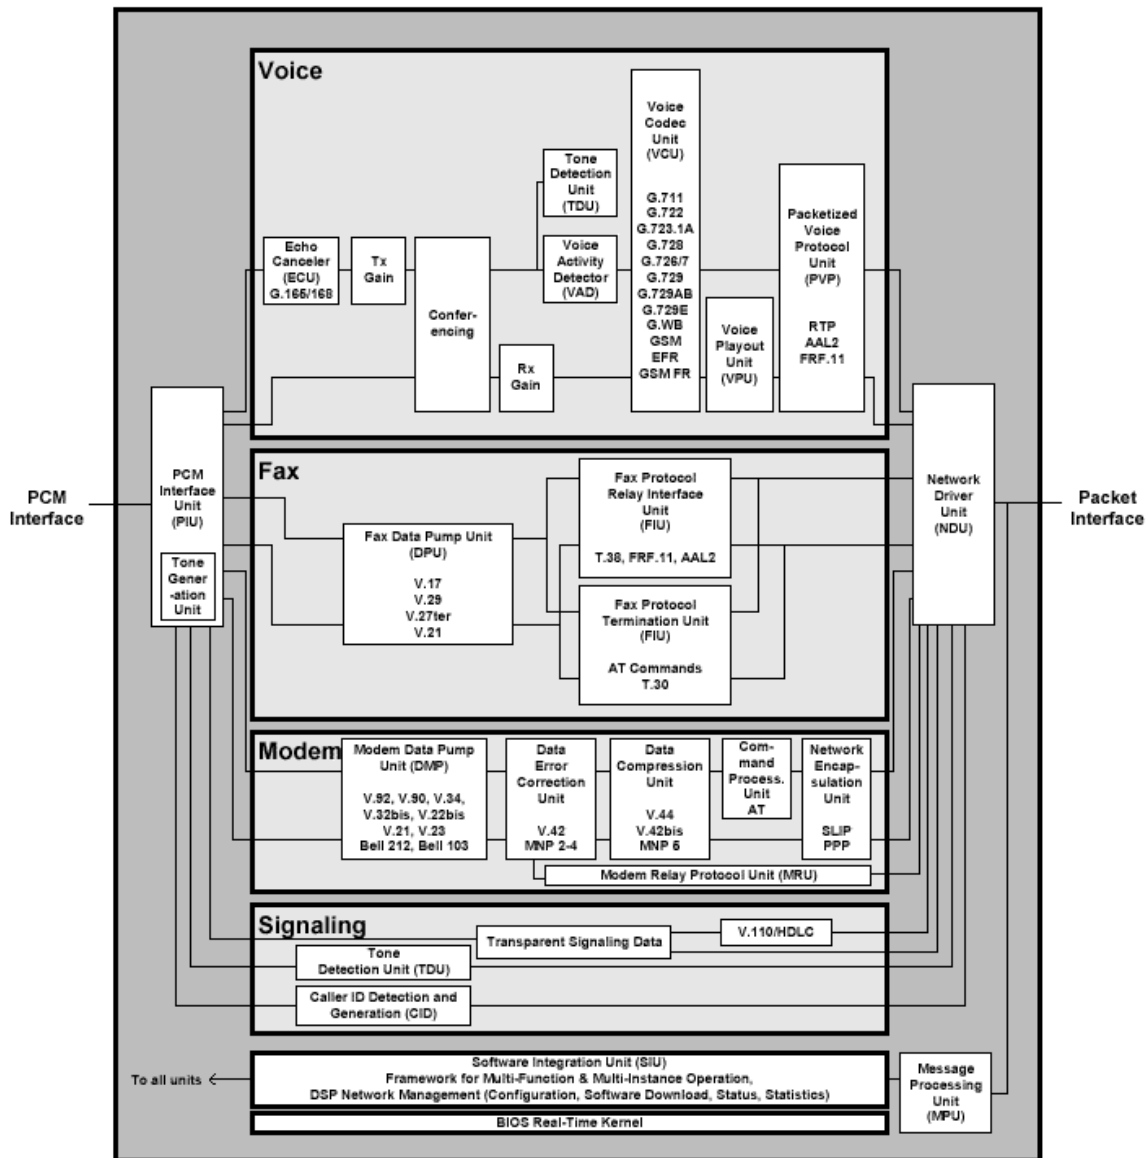 Voice
Voice
Codec
Unit
(VCU)
G.711
G.722
G.723.1A
G.728
G.726/7
G.729
G.729AB
G.729E
G.WB
GSM
EFR
GSM FR
Tone
Detection
Unit
(TDU)
Packetized
Voice
Protocol
Unit
(PVP)
RTP
AAL2
FRF.11
Echo
Canceler
(ECU)
G.165/168
Tx
Gain
Voice
Activity
Detector
(VAD)
Confer-
encing
Rx
Gain
Voice
Playout
Unit
(VPU)
PCM
Interface
PCM
Interface
Unit
(PIU)
Tone
Gener
-ation
Unit
Network
Driver
Unit
(NDU)
Packet
Interface
Fax
Fax Data Pump Unit
(DPU)
V.17
V.29
V.27ter
V.21
Fax Protocol
Relay Interface
Unit
(FIU)
T.38, FRF.11, AAL2
Fax Protocol
Termination Unit
(FIU)
AT Commands
T.30
Modem
Modem Data Pump
Unit (DMP)
V.92, V.90, V.34,
V.32bis, V.22bis
V.21, V.23
Bell 212, Bell 103
Data
Error
Correction
Unit
V.42
MNP 2-4
Data
Compression
Unit
V.44
V.42bis
MNP 5
Com-
mand
Process.
Unit
AT
Network
Encap-
sulation
Unit
SLIP
PPP
Modem Relay Protocol Unit (MRU)
Signaling
Transparent Signaling Data
V.110/HDLC
Tone
Detection Unit (TDU)
Caller ID Detection and
Generation (CID)
To all units
Software Integration Unit (SIU)
Framework for Multi-Function & Multi-Instance Operation,
DSP Network Management (Configuration, Software Download, Status, Statistics)
BIOS Real-Time Kernel
Message
Processing
Unit
(MPU)